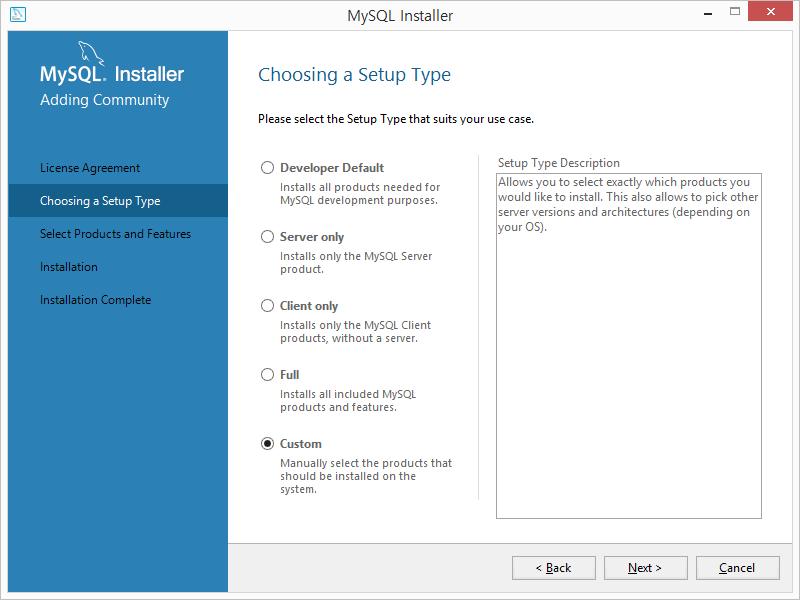 MySQL Installer
MySQL. Installer
Adding Community
License Agreement
Choosing a Setup Type
Select Products and Features
Installation
Installation Complete
Choosing a Setup Type
Please select the Setup Type that suits your use case.
Developer Default
Installs all products needed for
MySQL development purposes.
Server only
Installs only the MySQL Server
product.
Client only
Installs only the MySQL Client
products, without a server.
Full
Installs all included MySQL
products and features.
Custom
Manually select the products that
should be installed on the
system.
Setup Type Description
Allows you to select exactly which products you
would like to install. This also allows to pick other
server versions and architectures (depending on
your OS).
< Back
Next >
Cancel